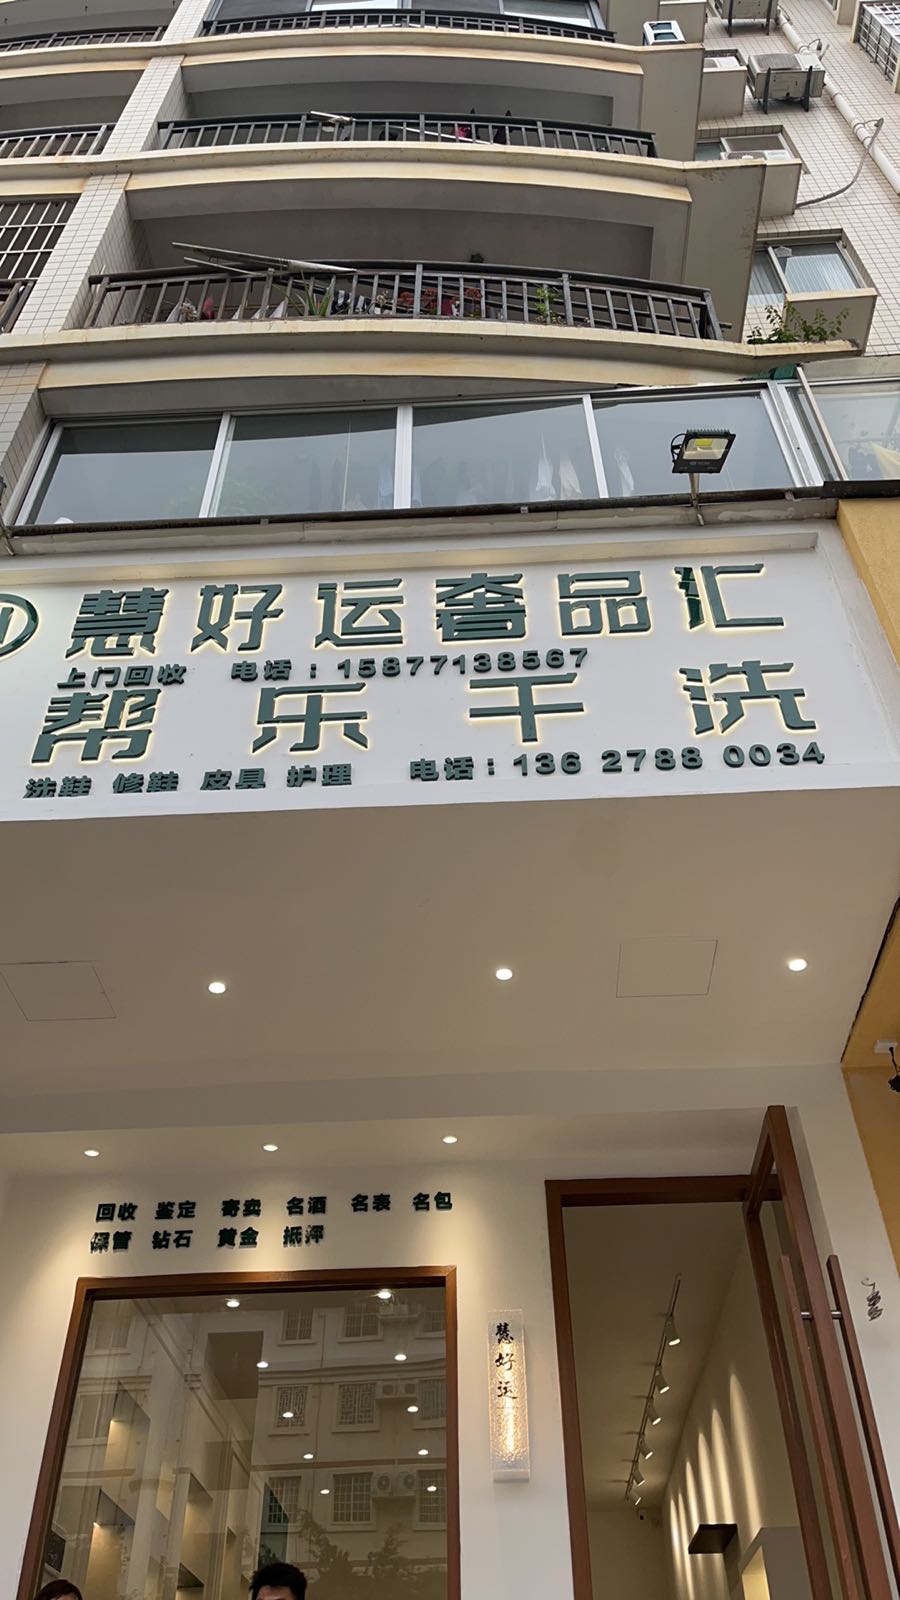 慧好运奢品汇
上门回收 电话：15877138567
帮乐干洗
洗鞋 修鞋 皮具 护理 电话：136 2788 0034
回收 鉴定 寄卖 名酒 名表 名包
保管 钻石 黄金 抵押
慧好运